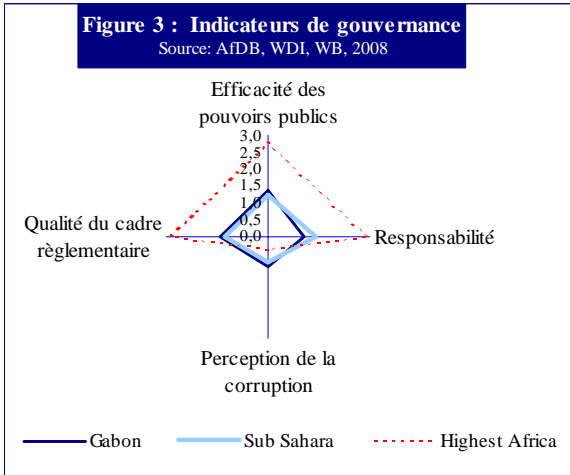 Figure 3 : Indicateurs de gouvernance
Source: AfDB, WDI, WB, 2008
Efficacité des
pouvoirs publics
3,0
2,5
2,0
1,5
1,0
0,5
0,0
Qualité du cadre
règlementaire
Responsabilité
Perception de la
corruption
Gabon
Sub Sahara
Highest Africa